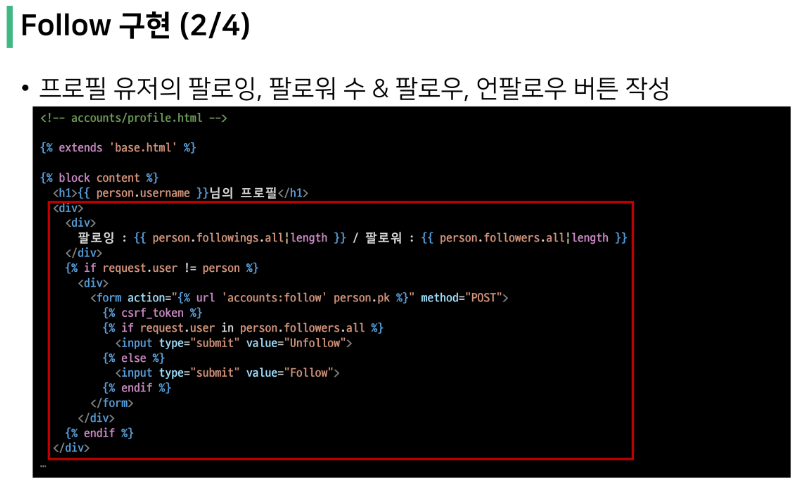 Follow 구현 (2/4)
• 프로필 유저의 팔로잉, 팔로워 수 & 팔로우, 언팔로우 버튼 작성
<!-- accounts/profile.html -->
{% extends 'base.html' %}
{% block content %}
<h1>{{ person.username }}님의 프로필</h1>
<div>
<div>
팔로잉 : {{ person.followings.all|length }} / 팔로워 : {{ person.followers.all|length }}
</div>
{% if request.user != person %}
<div>
<form action="{% url 'accounts:follow' person.pk %}" method="POST">
{% csrf_token %}
{% if request.user in person.followers.all %}
<input type="submit" value="Unfollow">
{% else %}
<input type="submit" value="Follow">
{% endif %}
</form>
</div>
{% endif %}
</div>
…